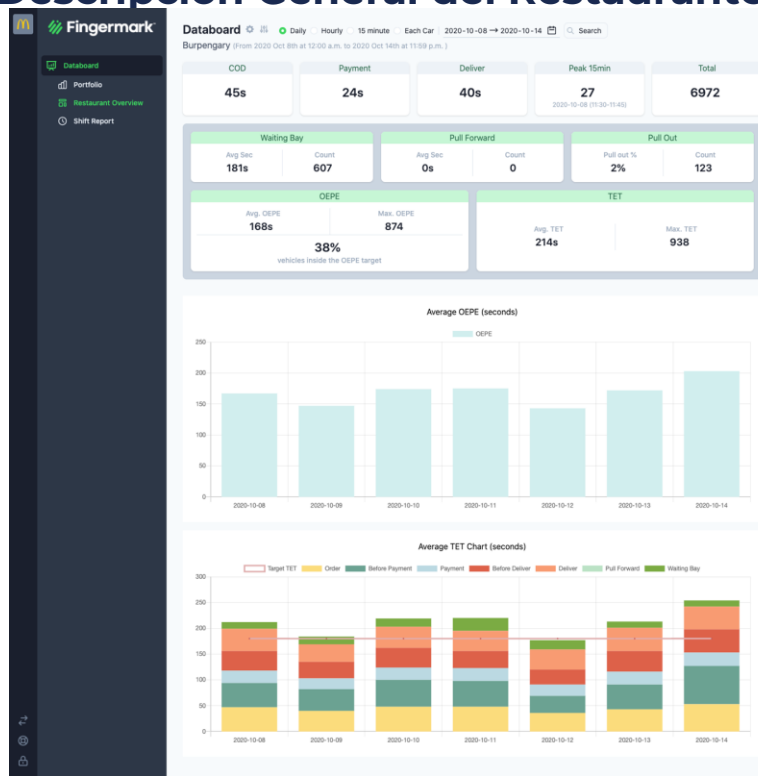 Descripción General del Restaurante
Fingermark
Databoard
Portfolio
Restaurant Overview
Shift Report
Databoard Daily Hourly 15 minute Each Car 2020-10-08 → 2020-10-14 Search
Burpengary (From 2020 Oct 8th at 12:00 a.m. to 2020 Oct 14th at 11:59 p.m. )
COD Payment Deliver Peak 15min Total
45s 24s 40s 27 6972
2020-10-08 (11:30-11:45)
Waiting Bay Pull Forward Pull Out
Avg Sec Count Avg Sec Count Pull out % Count
181s 607 0s 0 2% 123
OEPE TET
Avg. OEPE Max. OEPE
168s 874
Avg. TET Max. TET
214s 938
38%
vehicles inside the OEPE target
Average OEPE (seconds)
OEPE
250
200
150
100
50
0
2020-10-08 2020-10-09 2020-10-10 2020-10-11 2020-10-12 2020-10-13 2020-10-14
Average TET Chart (seconds)
Target TET Order Before Payment Payment Before Deliver Deliver Pull Forward Waiting Bay
300
250
200
150
100
50
0
2020-10-08 2020-10-09 2020-10-10 2020-10-11 2020-10-12 2020-10-13 2020-10-14